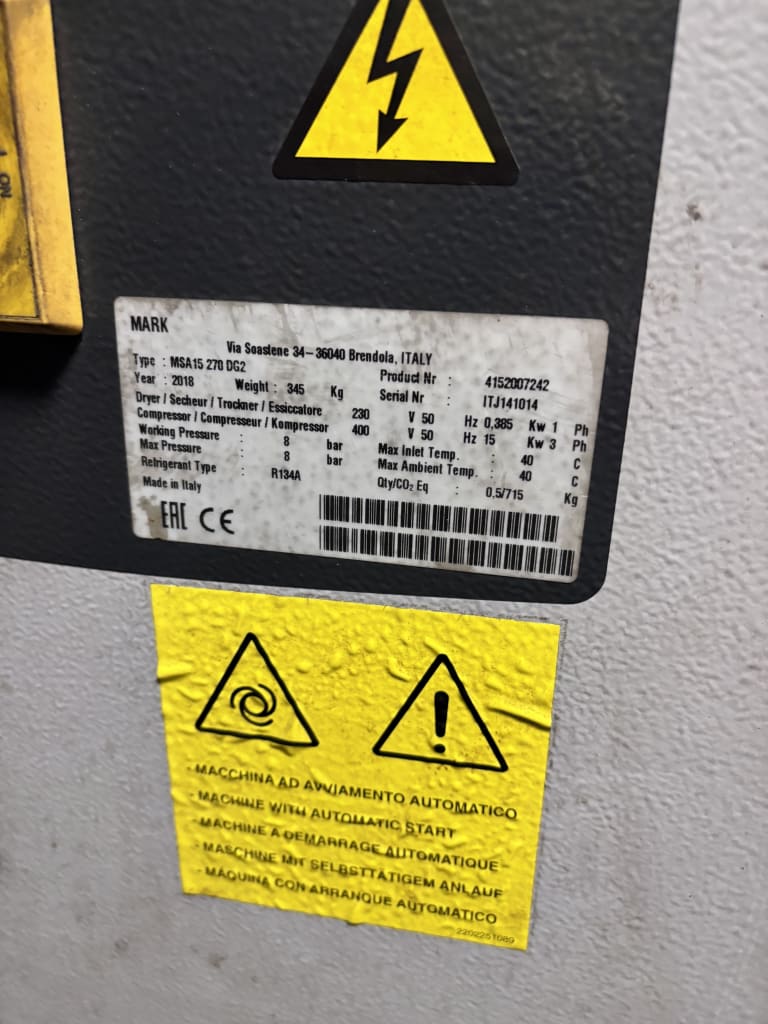 NO
MARK
Via Soastene 34-36040 Brendola, ITALY
Type : MSA15 270 DG2 Product Nr : 4152007242
Year : 2018 Weight : 345 Kg Serial Nr : ITJ141014
Dryer / Secheur / Trockner / Essiccatore 230 V 50 Hz 0,385 Kw 1 Ph
Compressor / Compresseur / Kompressor 400 V 50 Hz 15 Kw 3 Ph
Working Pressure : 8 bar Max Inlet Temp. : 40 C
Max Pressure : 8 bar Max Ambient Temp. : 40 C
Refrigerant Type : R134A Qty/CO₂ Eq : 0,5/715 Kg
Made in Italy
EAC CE
- MACCHINA AD AVVIAMENTO AUTOMATICO
- MACHINE WITH AUTOMATIC START
- MACHINE A DEMARRAGE AUTOMATIQUE
- MASCHINE MIT SELBSTTÄTIGEM ANLAUF
- MÁQUINA CON ARRANQUE AUTOMATICO
2202251089